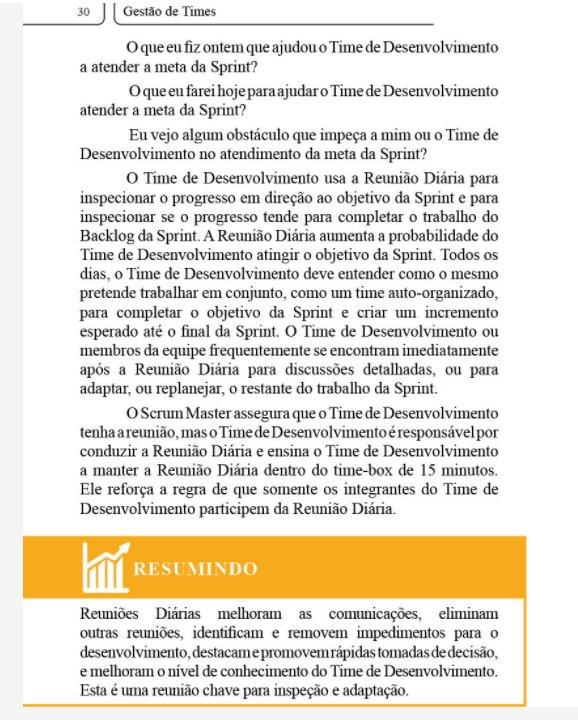 30 Gestão de Times
O que eu fiz ontem que ajudou o Time de Desenvolvimento
a atender a meta da Sprint?
O que eu farei hoje para ajudar o Time de Desenvolvimento
atender a meta da Sprint?
Eu vejo algum obstáculo que impeça a mim ou o Time de
Desenvolvimento no atendimento da meta da Sprint?
O Time de Desenvolvimento usa a Reunião Diária para
inspecionar o progresso em direção ao objetivo da Sprint e para
inspecionar se o progresso tende para completar o trabalho do
Backlog da Sprint. A Reunião Diária aumenta a probabilidade do
Time de Desenvolvimento atingir o objetivo da Sprint. Todos os
dias, o Time de Desenvolvimento deve entender como o mesmo
pretende trabalhar em conjunto, como um time auto-organizado,
para completar o objetivo da Sprint e criar um incremento
esperado até o final da Sprint. O Time de Desenvolvimento ou
membros da equipe frequentemente se encontram imediatamente
após a Reunião Diária para discussões detalhadas, ou para
adaptar, ou replanejar, o restante do trabalho da Sprint.
O Scrum Master assegura que o Time de Desenvolvimento
tenha a reunião, mas o Time de Desenvolvimento é responsável por
conduzir a Reunião Diária e ensina o Time de Desenvolvimento
a manter a Reunião Diária dentro do time-box de 15 minutos.
Ele reforça a regra de que somente os integrantes do Time de
Desenvolvimento participem da Reunião Diária.
RESUMINDO
Reuniões Diárias melhoram as comunicações, eliminam
outras reuniões, identificam e removem impedimentos para o
desenvolvimento, destacam e promovem rápidas tomadas de decisão,
e melhoram o nível de conhecimento do Time de Desenvolvimento.
Esta é uma reunião chave para inspeção e adaptação.